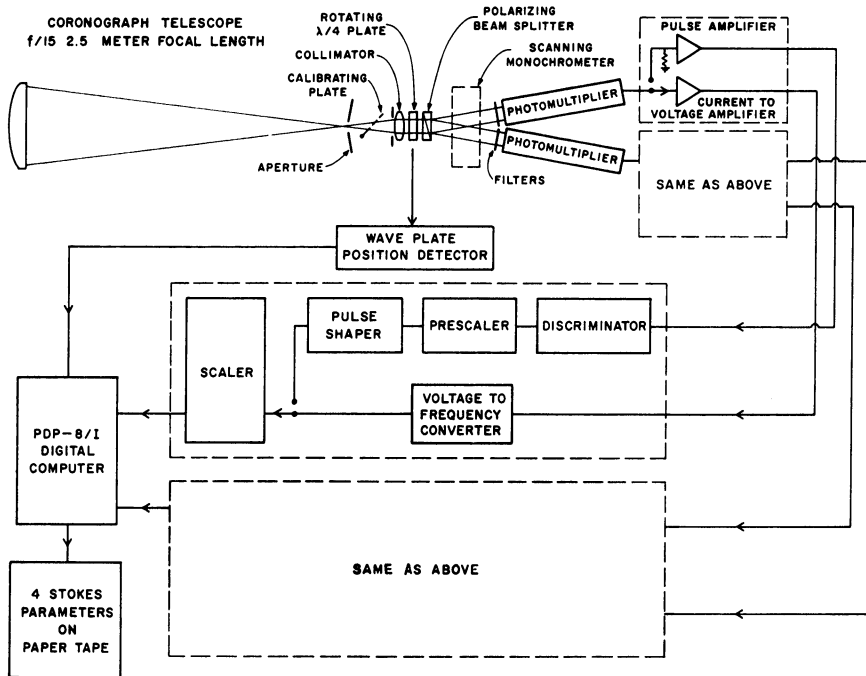 CORONOGRAPH TELESCOPE
f/15 2.5 METER FOCAL LENGTH
ROTATING
λ/4 PLATE
COLLIMATOR
CALIBRATING
PLATE
APERTURE
POLARIZING
BEAM SPLITTER
SCANNING
MONOCHROMETER
PHOTOMULTIPLIER
PHOTOMULTIPLIER
FILTERS
PULSE AMPLIFIER
CURRENT TO
VOLTAGE AMPLIFIER
SAME AS ABOVE
WAVE PLATE
POSITION DETECTOR
SCALER
PULSE
SHAPER
PRESCALER
DISCRIMINATOR
VOLTAGE TO
FREQUENCY
CONVERTER
PDP-8/I
DIGITAL
COMPUTER
SAME AS ABOVE
4 STOKES
PARAMETERS
ON
PAPER TAPE